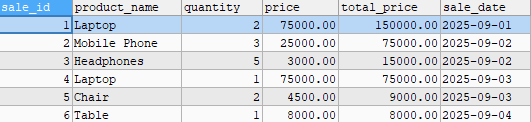 sale_id product_name quantity price total_price sale_date
1 Laptop 2 75000.00 150000.00 2025-09-01
2 Mobile Phone 3 25000.00 75000.00 2025-09-02
3 Headphones 5 3000.00 15000.00 2025-09-02
4 Laptop 1 75000.00 75000.00 2025-09-03
5 Chair 2 4500.00 9000.00 2025-09-03
6 Table 1 8000.00 8000.00 2025-09-04